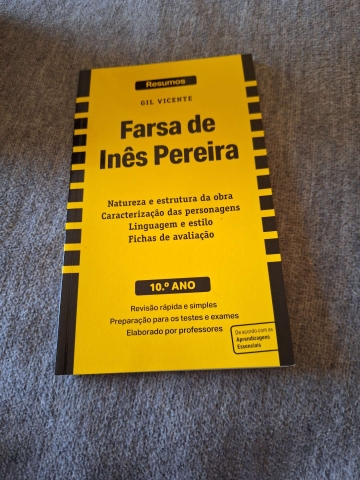 Resumos
GIL VICENTE
Farsa de
Inês Pereira
Natureza e estrutura da obra
Caracterização das personagens
Linguagem e estilo
Fichas de avaliação
10.º ANO
Revisão rápida e simples
Preparação para os testes e exames
Elaborado por professores
De acordo com as
Aprendizagens
Essenciais